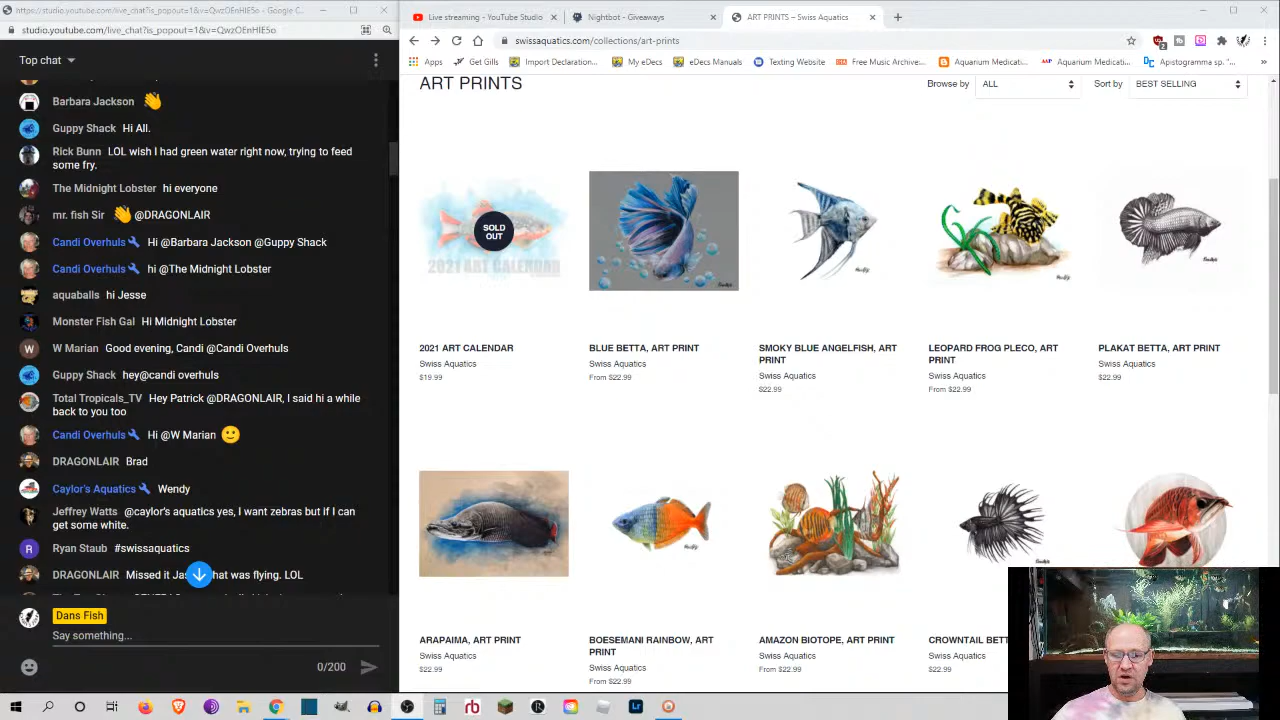 https://studio.youtube.com/live_chat?is_popout=1&v=QwzOEnHIE5o - Google C...
studio.youtube.com/live_chat?is_popout=1&v=QwzOEnHIE5o
Top chat
Barbara Jackson
Guppy Shack Hi All.
Rick Bunn LOL wish I had green water right now, trying to feed
some fry.
The Midnight Lobster hi everyone
mr. fish Sir @DRAGONLAIR
Candi Overhuls Hi @Barbara Jackson @Guppy Shack
Candi Overhuls hi @The Midnight Lobster
aquaballs hi Jesse
Monster Fish Gal Hi Midnight Lobster
W Marian Good evening, Candi @Candi Overhuls
Guppy Shack hey@candi overhuls
Total Tropicals_TV Hey Patrick @DRAGONLAIR, I said hi a while
back to you too
Candi Overhuls Hi @W Marian
DRAGONLAIR Brad
Caylor's Aquatics Wendy
Jeffrey Watts @caylor's aquatics yes, I want zebras but if I can
get some white.
Ryan Staub #swissaquatics
DRAGONLAIR Missed it Jas hat was flying. LOL
Dans Fish
Say something...
0/200
Live streaming - YouTube Studio
Nightbot - Giveaways
ART PRINTS – Swiss Aquatics
swissaquatics.com/collections/art-prints
Apps Get Gills Import Declaration... My eDecs eDecs Manuals Texting Website Free Music Archive:... Aquarium Medicati... Aquarium Medicati... Apistogramma sp. "...
ART PRINTS
Browse by ALL Sort by BEST SELLING
SOLD
OUT
2021 ART CALENDAR
2021 ART CALENDAR
Swiss Aquatics
$19.99
BLUE BETTA, ART PRINT
Swiss Aquatics
From $22.99
SMOKY BLUE ANGELFISH, ART
PRINT
Swiss Aquatics
$22.99
LEOPARD FROG PLECO, ART
PRINT
Swiss Aquatics
From $22.99
PLAKAT BETTA, ART PRINT
Swiss Aquatics
$22.99
ARAPAIMA, ART PRINT
Swiss Aquatics
$22.99
BOESEMANI RAINBOW, ART
PRINT
Swiss Aquatics
From $22.99
AMAZON BIOTOPE, ART PRINT
Swiss Aquatics
From $22.99
CROWNTAIL BETT
Swiss Aquatics
$22.99